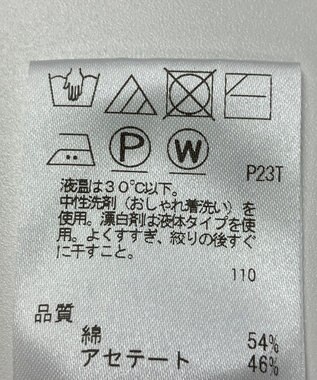 P W
P23T
液温は30℃以下。
中性洗剤(おしゃれ着洗い)を
使用。漂白剤は液体タイプを使
用。よくすすぎ、絞りの後すぐ
に干すこと。
110
品質
綿 54%
アセテート 46%